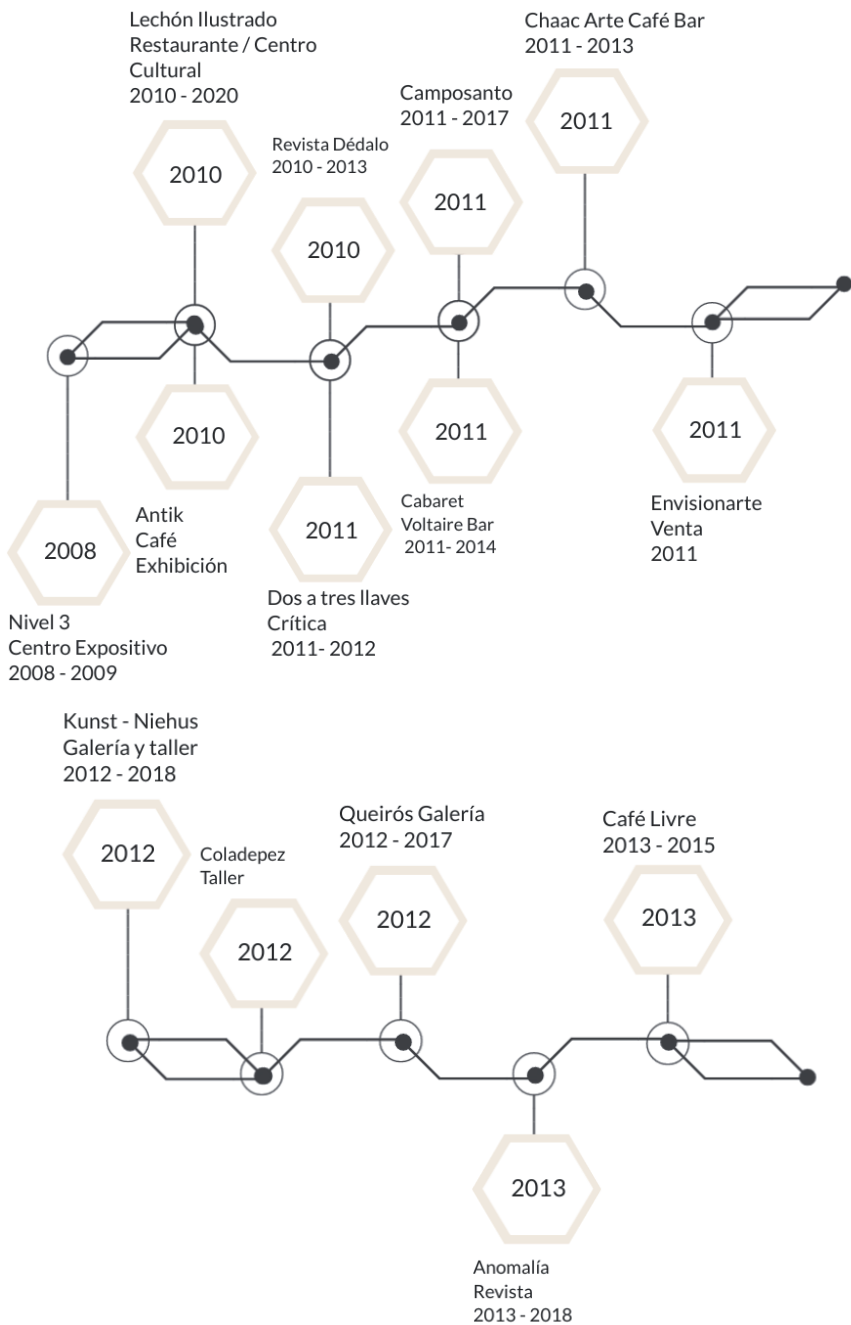 Lechón Ilustrado
Restaurante / Centro
Cultural
2010 - 2020
2010
Revista Dédalo
2010 - 2013
2010
Camposanto
2011 - 2017
2011
Chaac Arte Café Bar
2011 - 2013
2011
2008
Nivel 3
Centro Expositivo
2008 - 2009
2010
Antik
Café
Exhibición
2011
Dos a tres llaves
Crítica
2011- 2012
2011
Cabaret
Voltaire Bar
2011- 2014
2011
Envisionarte
Venta
2011
Kunst - Niehus
Galería y taller
2012 - 2018
2012
Coladepez
Taller
2012
Queirós Galería
2012 - 2017
2012
Café Livre
2013 - 2015
2013
2013
Anomalía
Revista
2013 - 2018